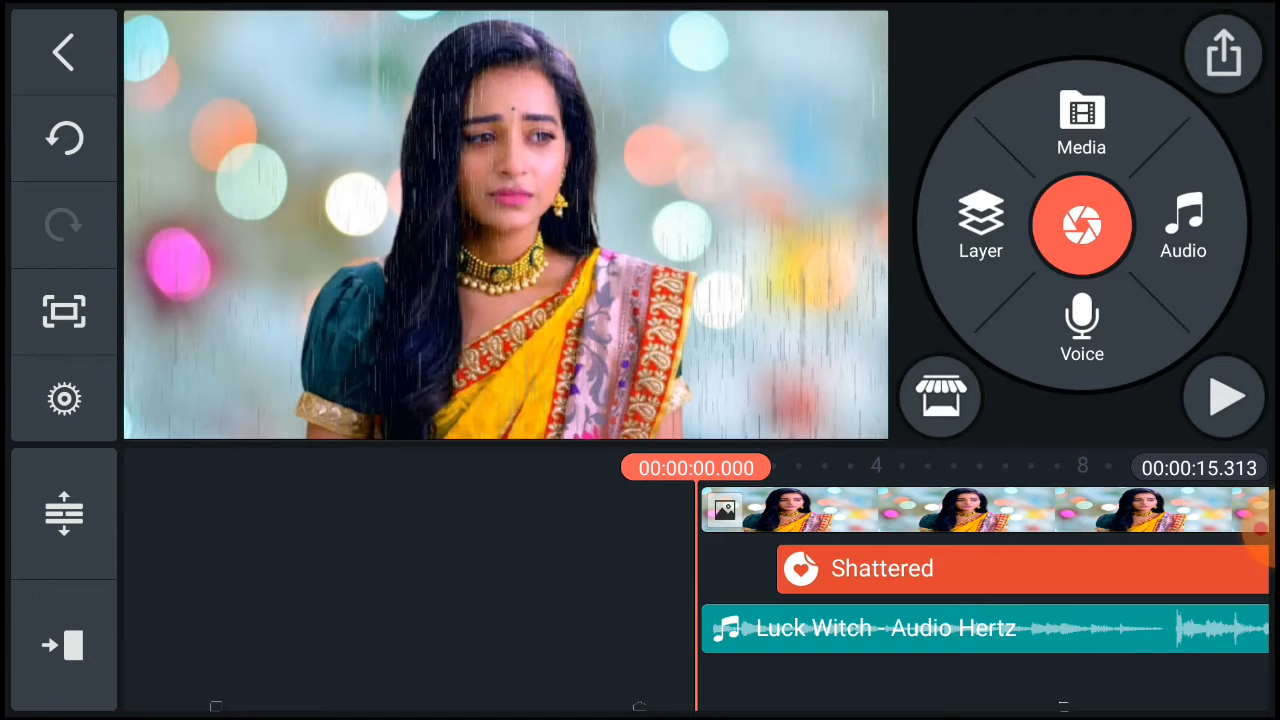 Media
Layer
Audio
Voice
00:00:00.000
4
8
00:00:15.313
Shattered
Luck Witch - Audio Hertz